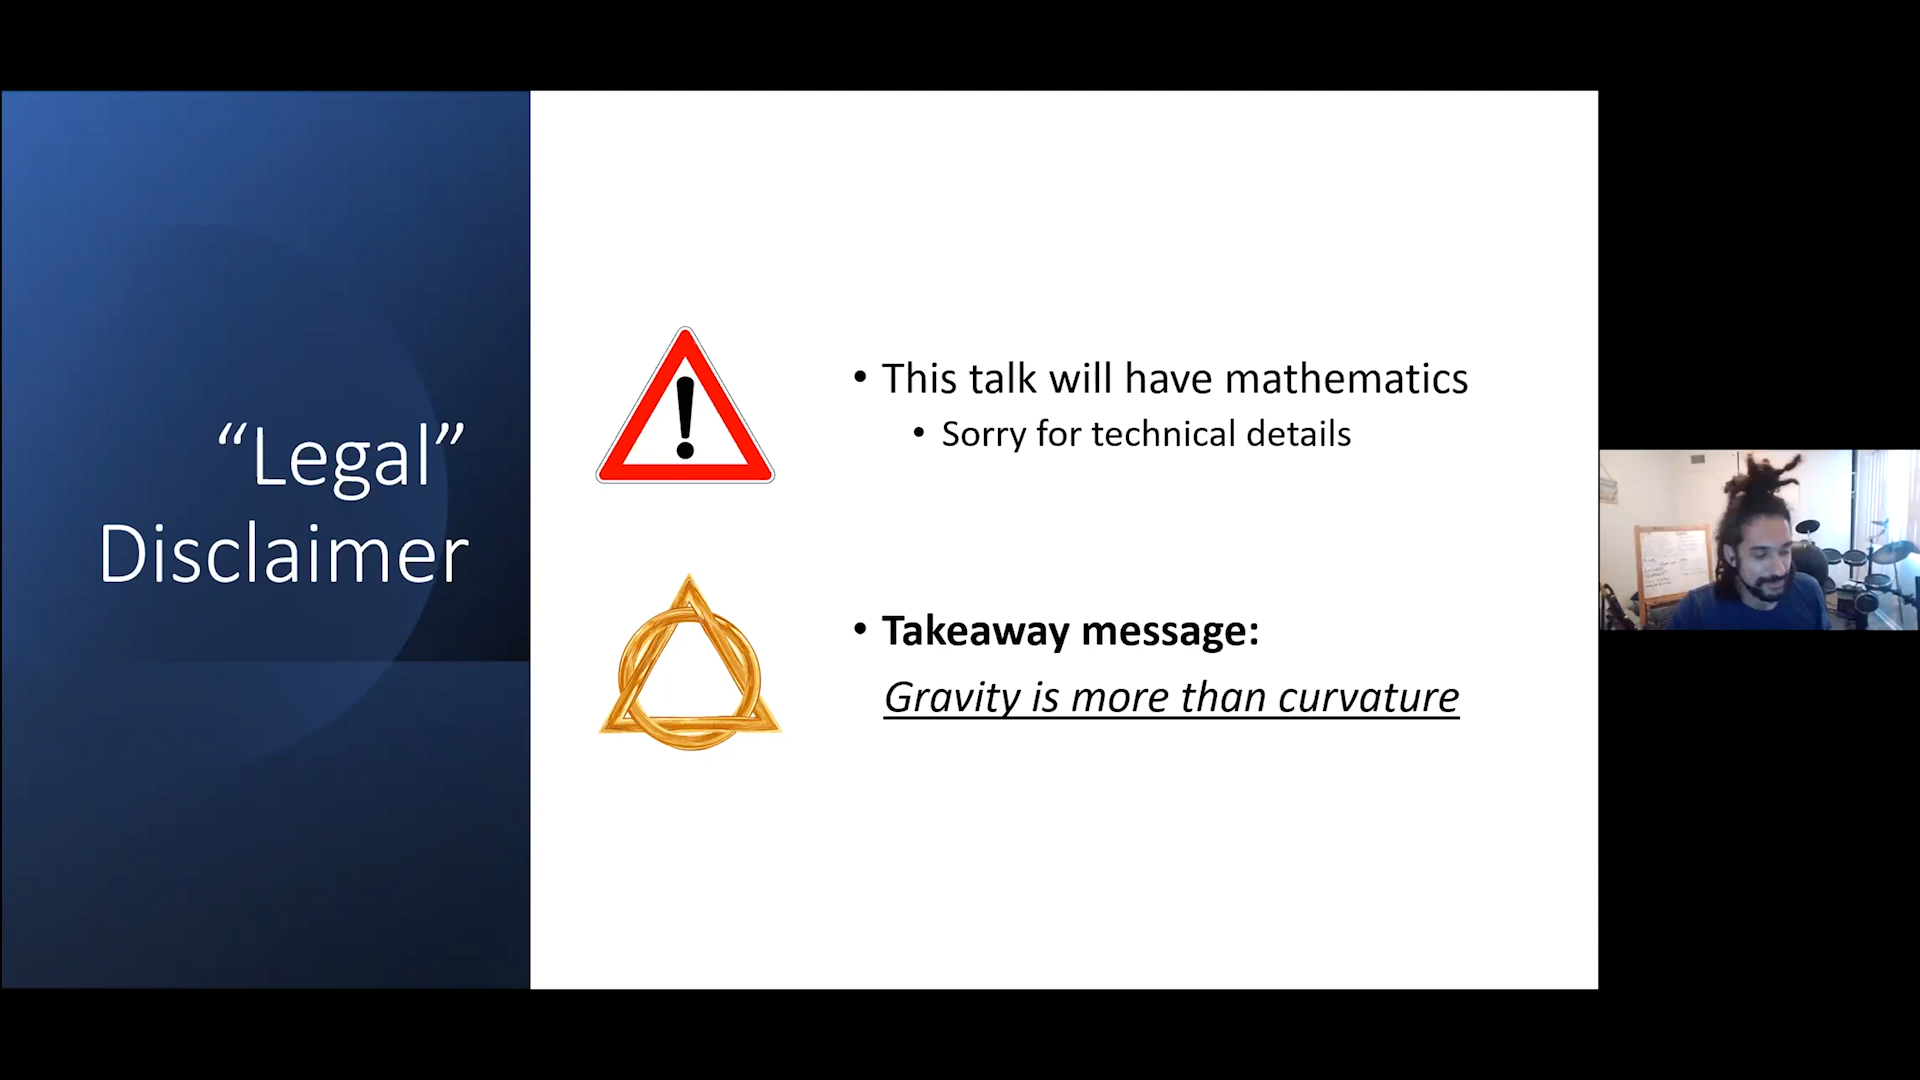 “Legal”
Disclaimer
• This talk will have mathematics
• Sorry for technical details
• Takeaway message:
Gravity is more than curvature